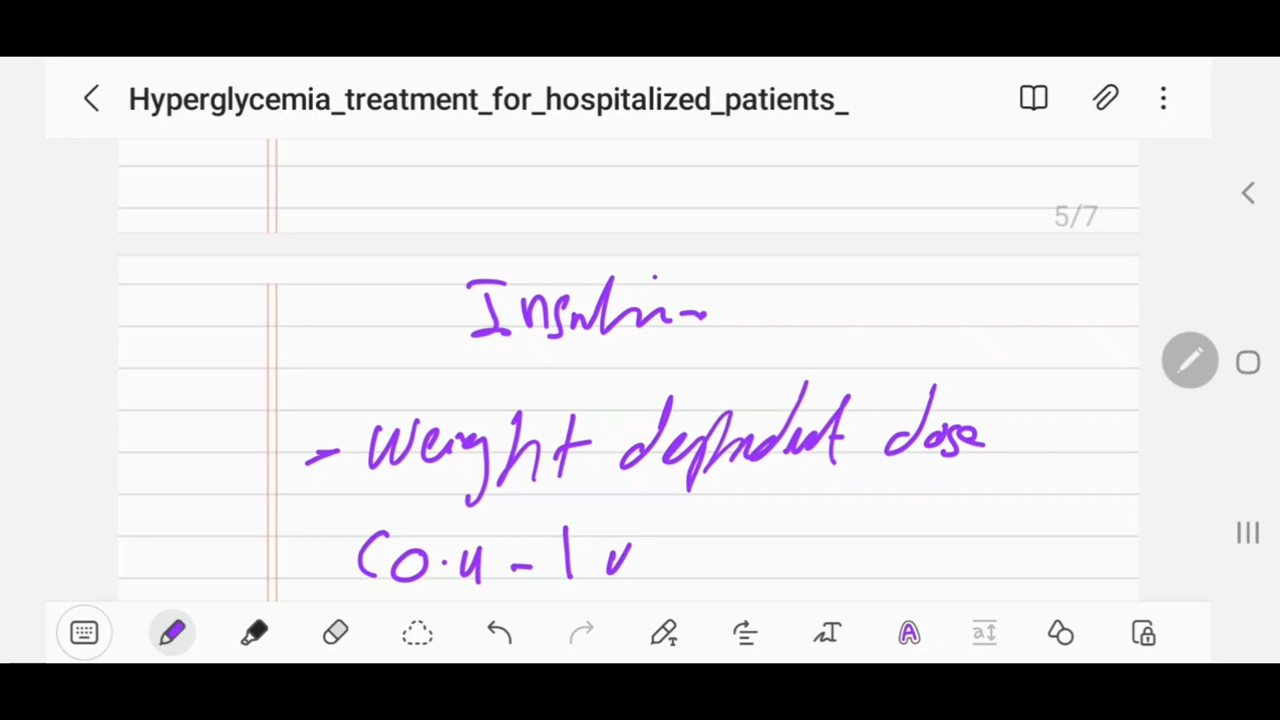 Hyperglycemia_treatment_for_hospitalized_patients_
5/7
Insulin
- Weight dependent dose
(0.4 - 1 u